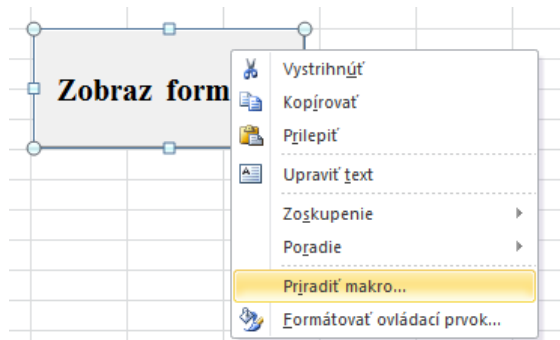 Zobraz form
Vystrihnúť
Kopírovať
Prilepiť
Upraviť text
Zoskupenie
Poradie
Priradiť makro...
Formátovať ovládací prvok...